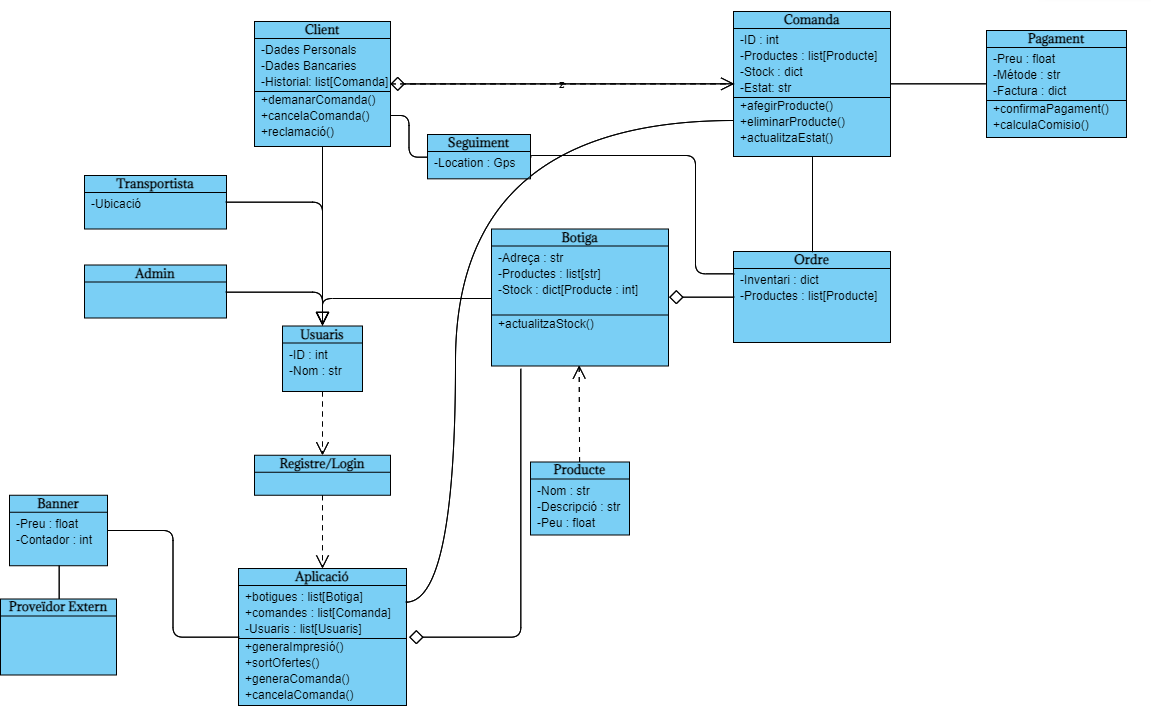 Client
-Dades Personals
-Dades Bancaries
-Historial: list[Comanda]
+demanarComanda()
+cancelaComanda()
+reclamació()
z
Comanda
-ID : int
-Productes : list[Producte]
-Stock : dict
-Estat: str
+afegirProducte()
+eliminarProducte()
+actualitzaEstat()
Pagament
-Preu : float
-Métode : str
-Factura : dict
+confirmaPagament()
+calculaComisio()
Seguiment
-Location : Gps
Transportista
-Ubicació
Admin
Botiga
-Adreça : str
-Productes : list[str]
-Stock : dict[Producte : int]
+actualitzaStock()
Ordre
-Inventari : dict
-Productes : list[Producte]
Usuaris
-ID : int
-Nom : str
Registre/Login
Producte
-Nom : str
-Descripció : str
-Peu : float
Banner
-Preu : float
-Contador : int
Proveïdor Extern
Aplicació
+botigues : list[Botiga]
+comandes : list[Comanda]
-Usuaris : list[Usuaris]
+generaImpresió()
+sortOfertes()
+generaComanda()
+cancelaComanda()